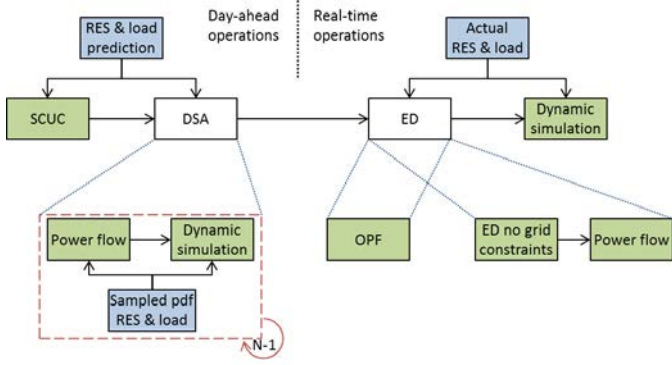 RES & load
prediction
Day-ahead
operations
Real-time
operations
Actual
RES & load
SCUC
DSA
ED
Dynamic
simulation
Power flow
Dynamic
simulation
OPF
ED no grid
constraints
Power flow
Sampled pdf
RES & load
N-1